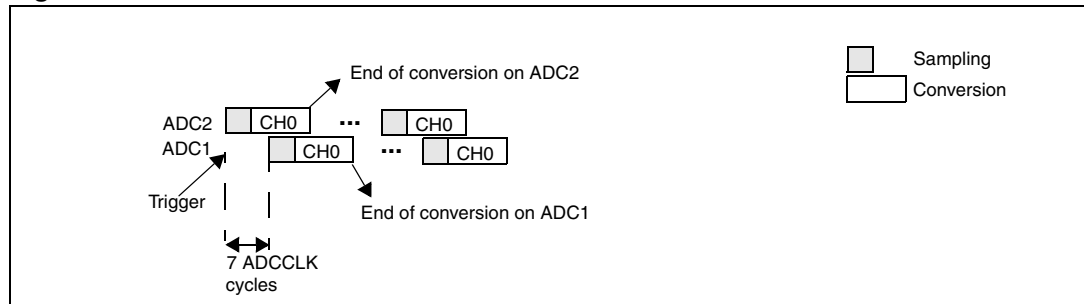 End of conversion on ADC2
Sampling
Conversion
ADC2
CH0
...
CH0
ADC1
CH0
...
CH0
Trigger
End of conversion on ADC1
7 ADCCLK
cycles